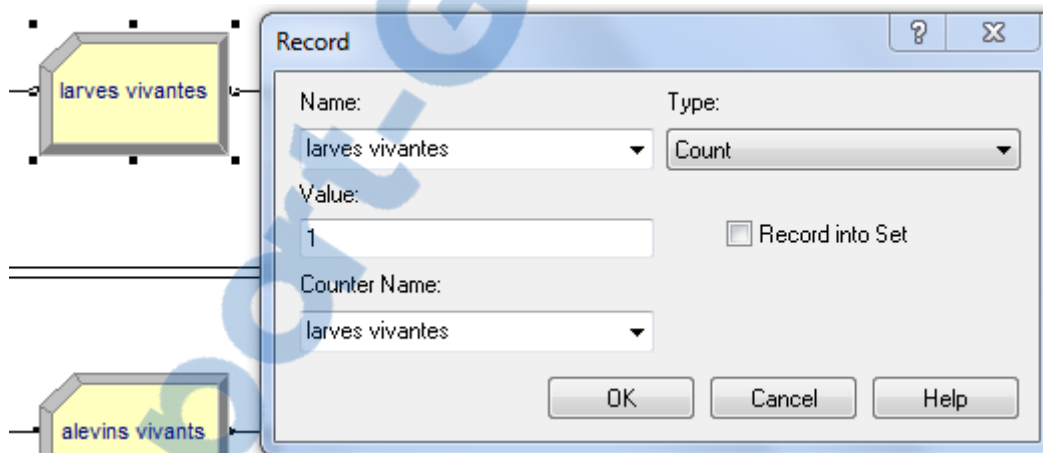 larves vivantes
Record
Name:
Type:
larves vivantes
Count
Value:
1
Record into Set
Counter Name:
larves vivantes
OK
Cancel
Help
alevins vivants